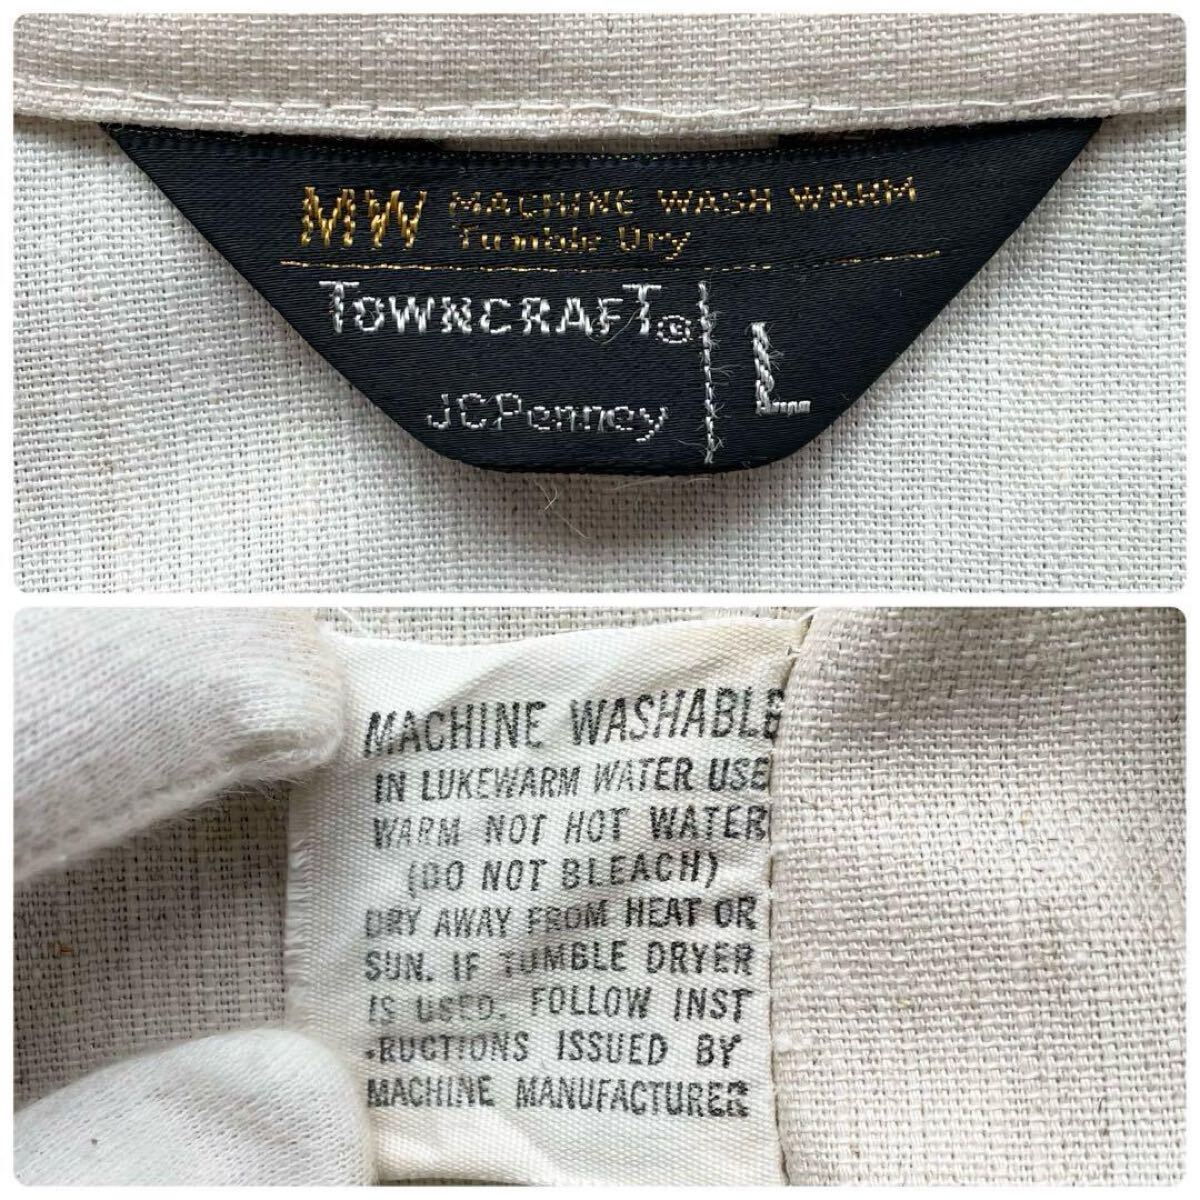 MW MACHINE WASH WARM
Tumble Dry
TOWNCRAFT® L
JCPenney
MACHINE WASHABLE
IN LUKEWARM WATER USE
WARM NOT HOT WATER
(DO NOT BLEACH)
DRY AWAY FROM HEAT OR
SUN. IF TUMBLE DRYER
IS USED. FOLLOW INST
-RUCTIONS ISSUED BY
MACHINE MANUFACTURER